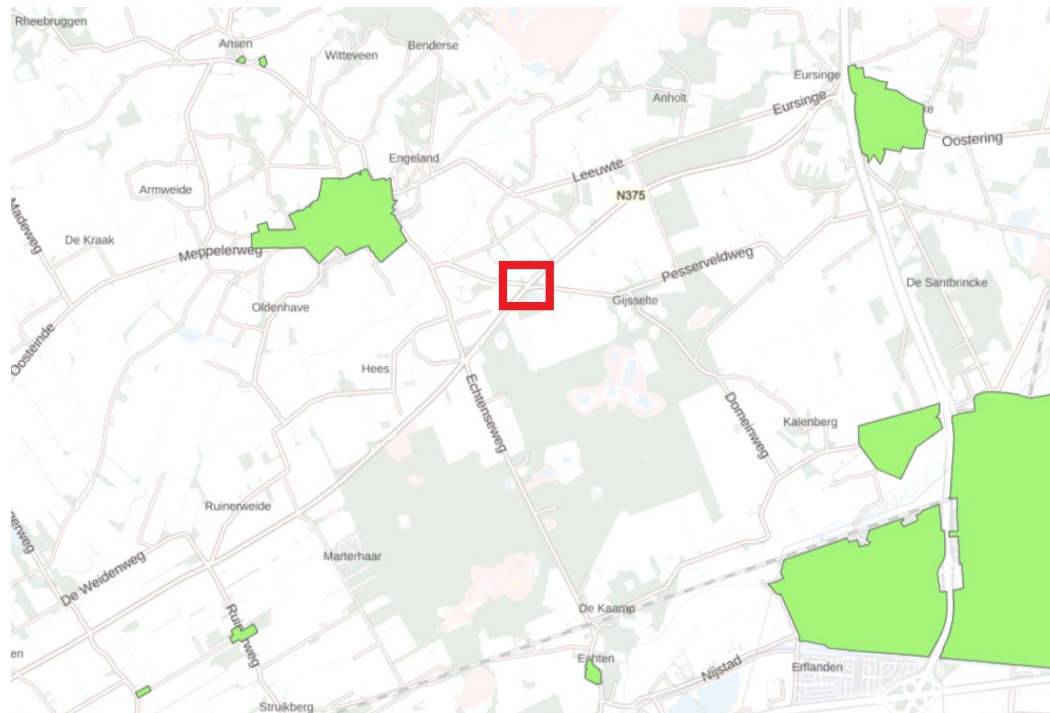 Rheebruggen
Ansen
Witteveen
Benderse
Eursinge
Anholt
Eursinge
Oostering
Engeland
Leeuwte
Armweide
N375
Madeweg
De Kraak
Meppelerweg
Pesserveldweg
De Santbrincke
Oldenhave
Gijsselte
Oosteinde
Hees
Echtenseweg
Domeinweg
Kalenberg
Ruinerweide
Marterhaar
De Weidenweg
De Kaamp
Echten
Nijstad
Erflanden
Struikberg